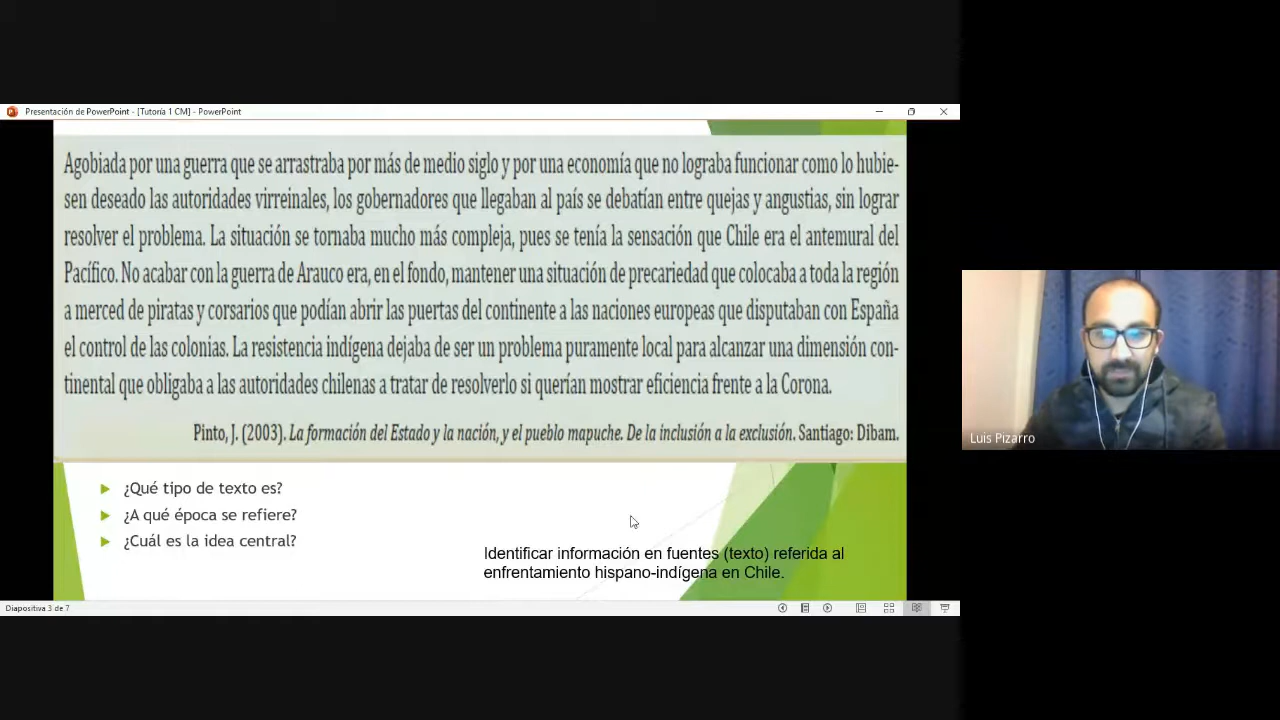 Presentación de PowerPoint - [Tutoría 1 CM] - PowerPoint
Agobiada por una guerra que se arrastraba por más de medio siglo y por una economía que no lograba funcionar como lo hubie-
sen deseado las autoridades virreinales, los gobernadores que llegaban al país se debatían entre quejas y angustias, sin lograr
resolver el problema. La situación se tornaba mucho más compleja, pues se tenía la sensación que Chile era el antemural del
Pacífico. No acabar con la guerra de Arauco era, en el fondo, mantener una situación de precariedad que colocaba a toda la región
a merced de piratas y corsarios que podían abrir las puertas del continente a las naciones europeas que disputaban con España
el control de las colonias. La resistencia indígena dejaba de ser un problema puramente local para alcanzar una dimensión con-
tinental que obligaba a las autoridades chilenas a tratar de resolverlo si querían mostrar eficiencia frente a la Corona.
Pinto, J. (2003). La formación del Estado y la nación, y el pueblo mapuche. De la inclusión a la exclusión. Santiago: Dibam.
¿Qué tipo de texto es?
¿A qué época se refiere?
¿Cuál es la idea central?
Identificar información en fuentes (texto) referida al
enfrentamiento hispano-indígena en Chile.
Diapositiva 3 de 7
Luis Pizarro